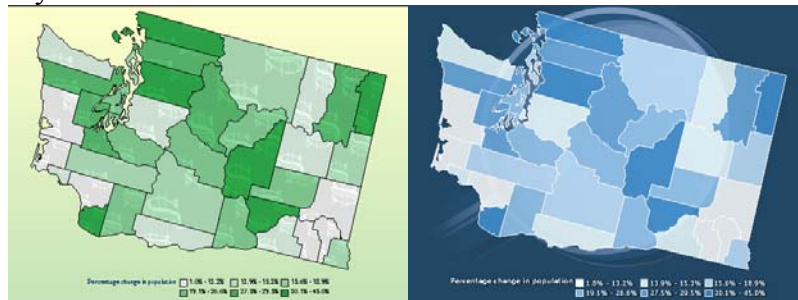 Percentage change in population 1.0% - 13.2% 13.9% - 15.3% 15.6% - 18.9%
19.1% - 26.6% 27.5% - 29.5% 30.1% - 45.0%
Percentage change in population 1.0% - 13.2% 13.9% - 15.3% 15.6% - 18.9%
19.1% - 26.6% 27.5% - 29.5% 30.1% - 45.0%